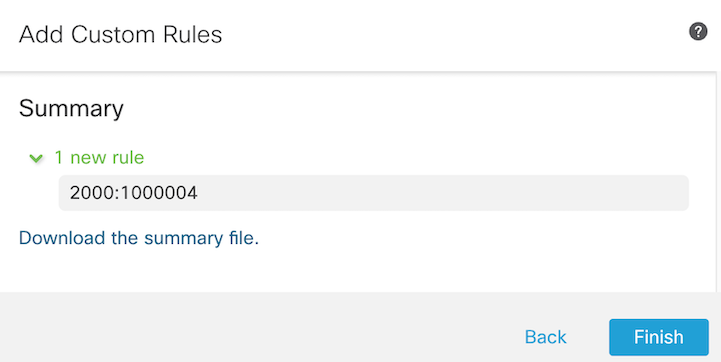 Add Custom Rules
?
Summary
1 new rule
2000:1000004
Download the summary file.
Back
Finish